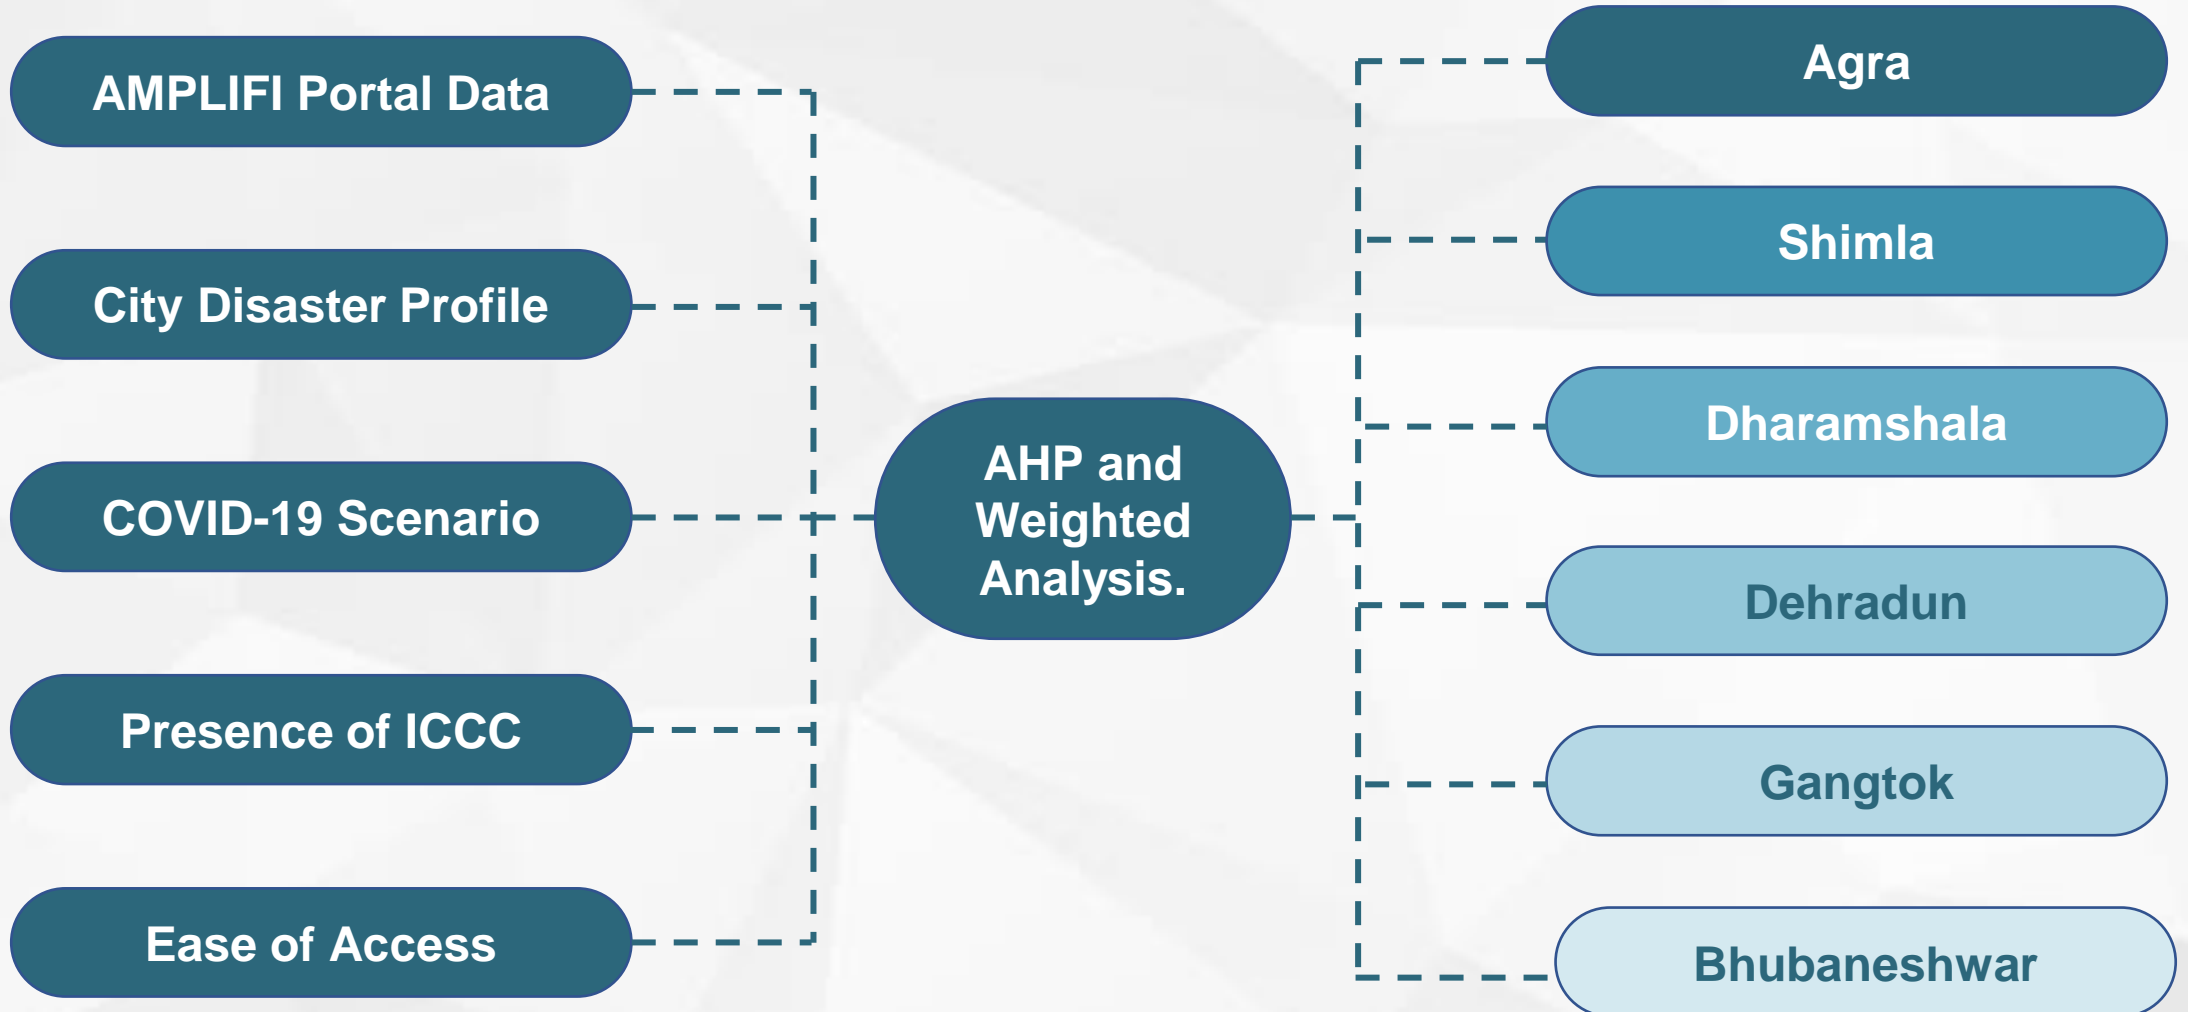 AMPLIFI Portal Data
City Disaster Profile
COVID-19 Scenario
Presence of ICCC
Ease of Access
AHP and
Weighted
Analysis.
Agra
Shimla
Dharamshala
Dehradun
Gangtok
Bhubaneshwar